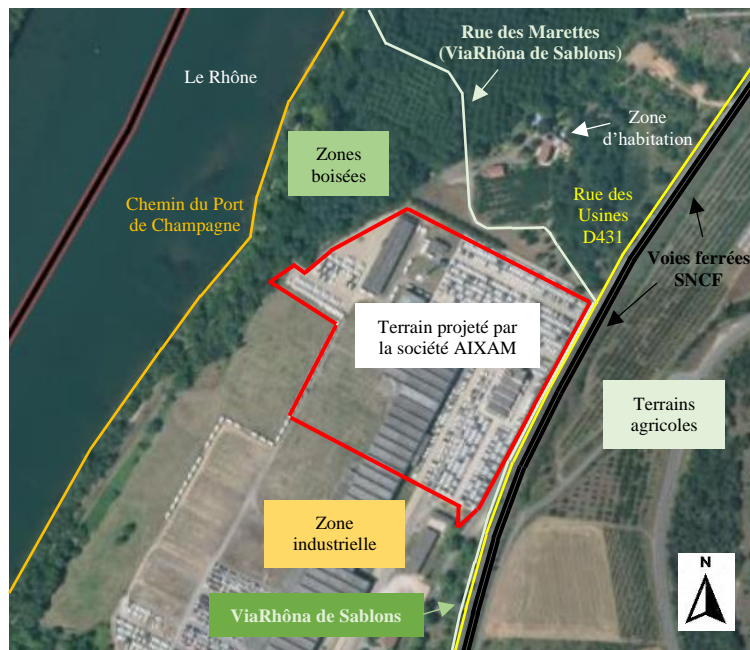 Rue des Marettes
(ViaRhôna de Sablons)
Le Rhône
Zone
d'habitation
Zones
boisées
Chemin du Port
de Champagne
Rue des
Usines
D431
Voies ferrées
SNCF
Terrain projeté par
la société AIXAM
Terrains
agricoles
Zone
industrielle
N
ViaRhôna de Sablons